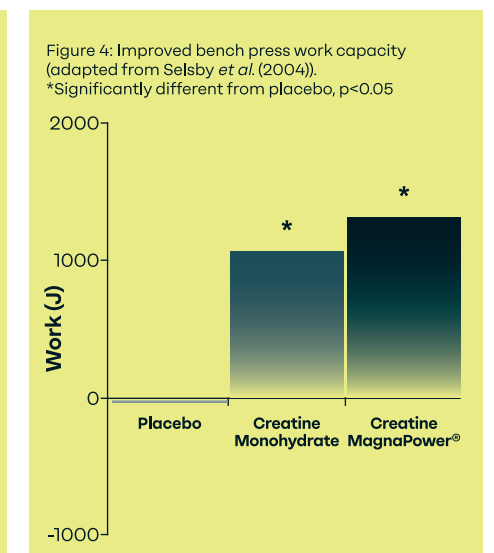 Figure 4: Improved bench press work capacity
(adapted from Selsby et al. (2004)).
*Significantly different from placebo, p<0.05
2000
*
*
1000
Work (J)
0
Placebo
Creatine
Monohydrate
Creatine
MagnaPower®
-1000